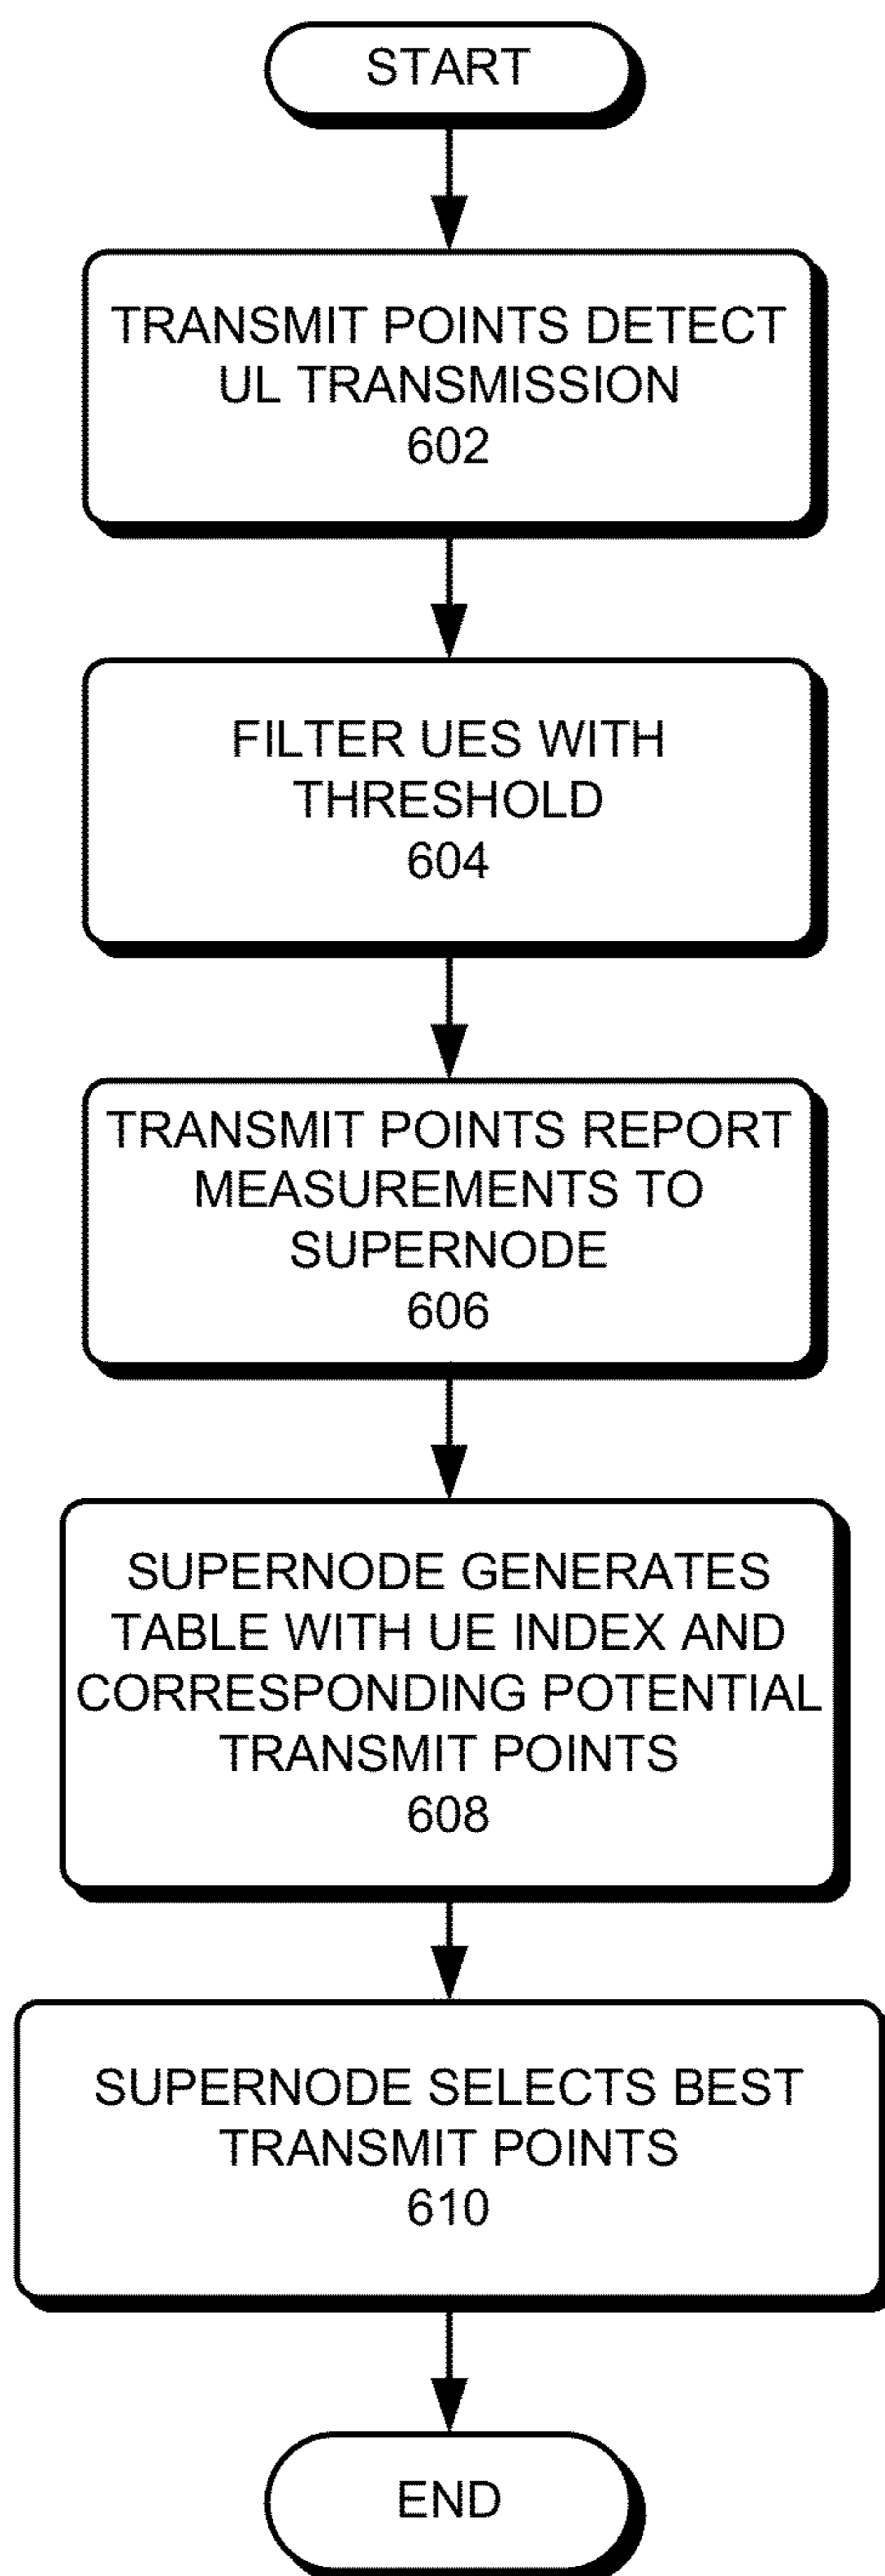 START
TRANSMIT POINTS DETECT
UL TRANSMISSION
602
FILTER UES WITH
THRESHOLD
604
TRANSMIT POINTS REPORT
MEASUREMENTS TO
SUPERNODE
606
SUPERNODE GENERATES
TABLE WITH UE INDEX AND
CORRESPONDING POTENTIAL
TRANSMIT POINTS
608
SUPERNODE SELECTS BEST
TRANSMIT POINTS
610
END